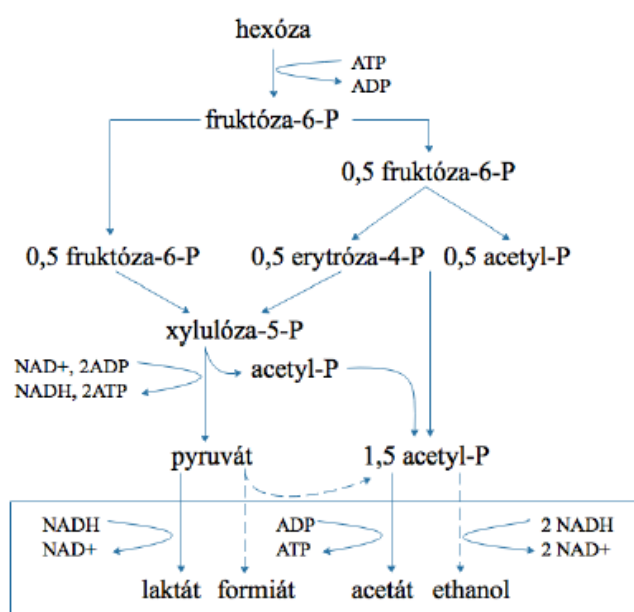 hexóza
ATP
ADP
fruktóza-6-P
0,5 fruktóza-6-P
0,5 fruktóza-6-P 0,5 erytróza-4-P 0,5 acetyl-P
xylulóza-5-P
NAD+, 2ADP
acetyl-P
NADH, 2ATP
pyruvát 1,5 acetyl-P
NADH ADP 2 NADH
NAD+ ATP 2 NAD+
laktát formiát acetát ethanol